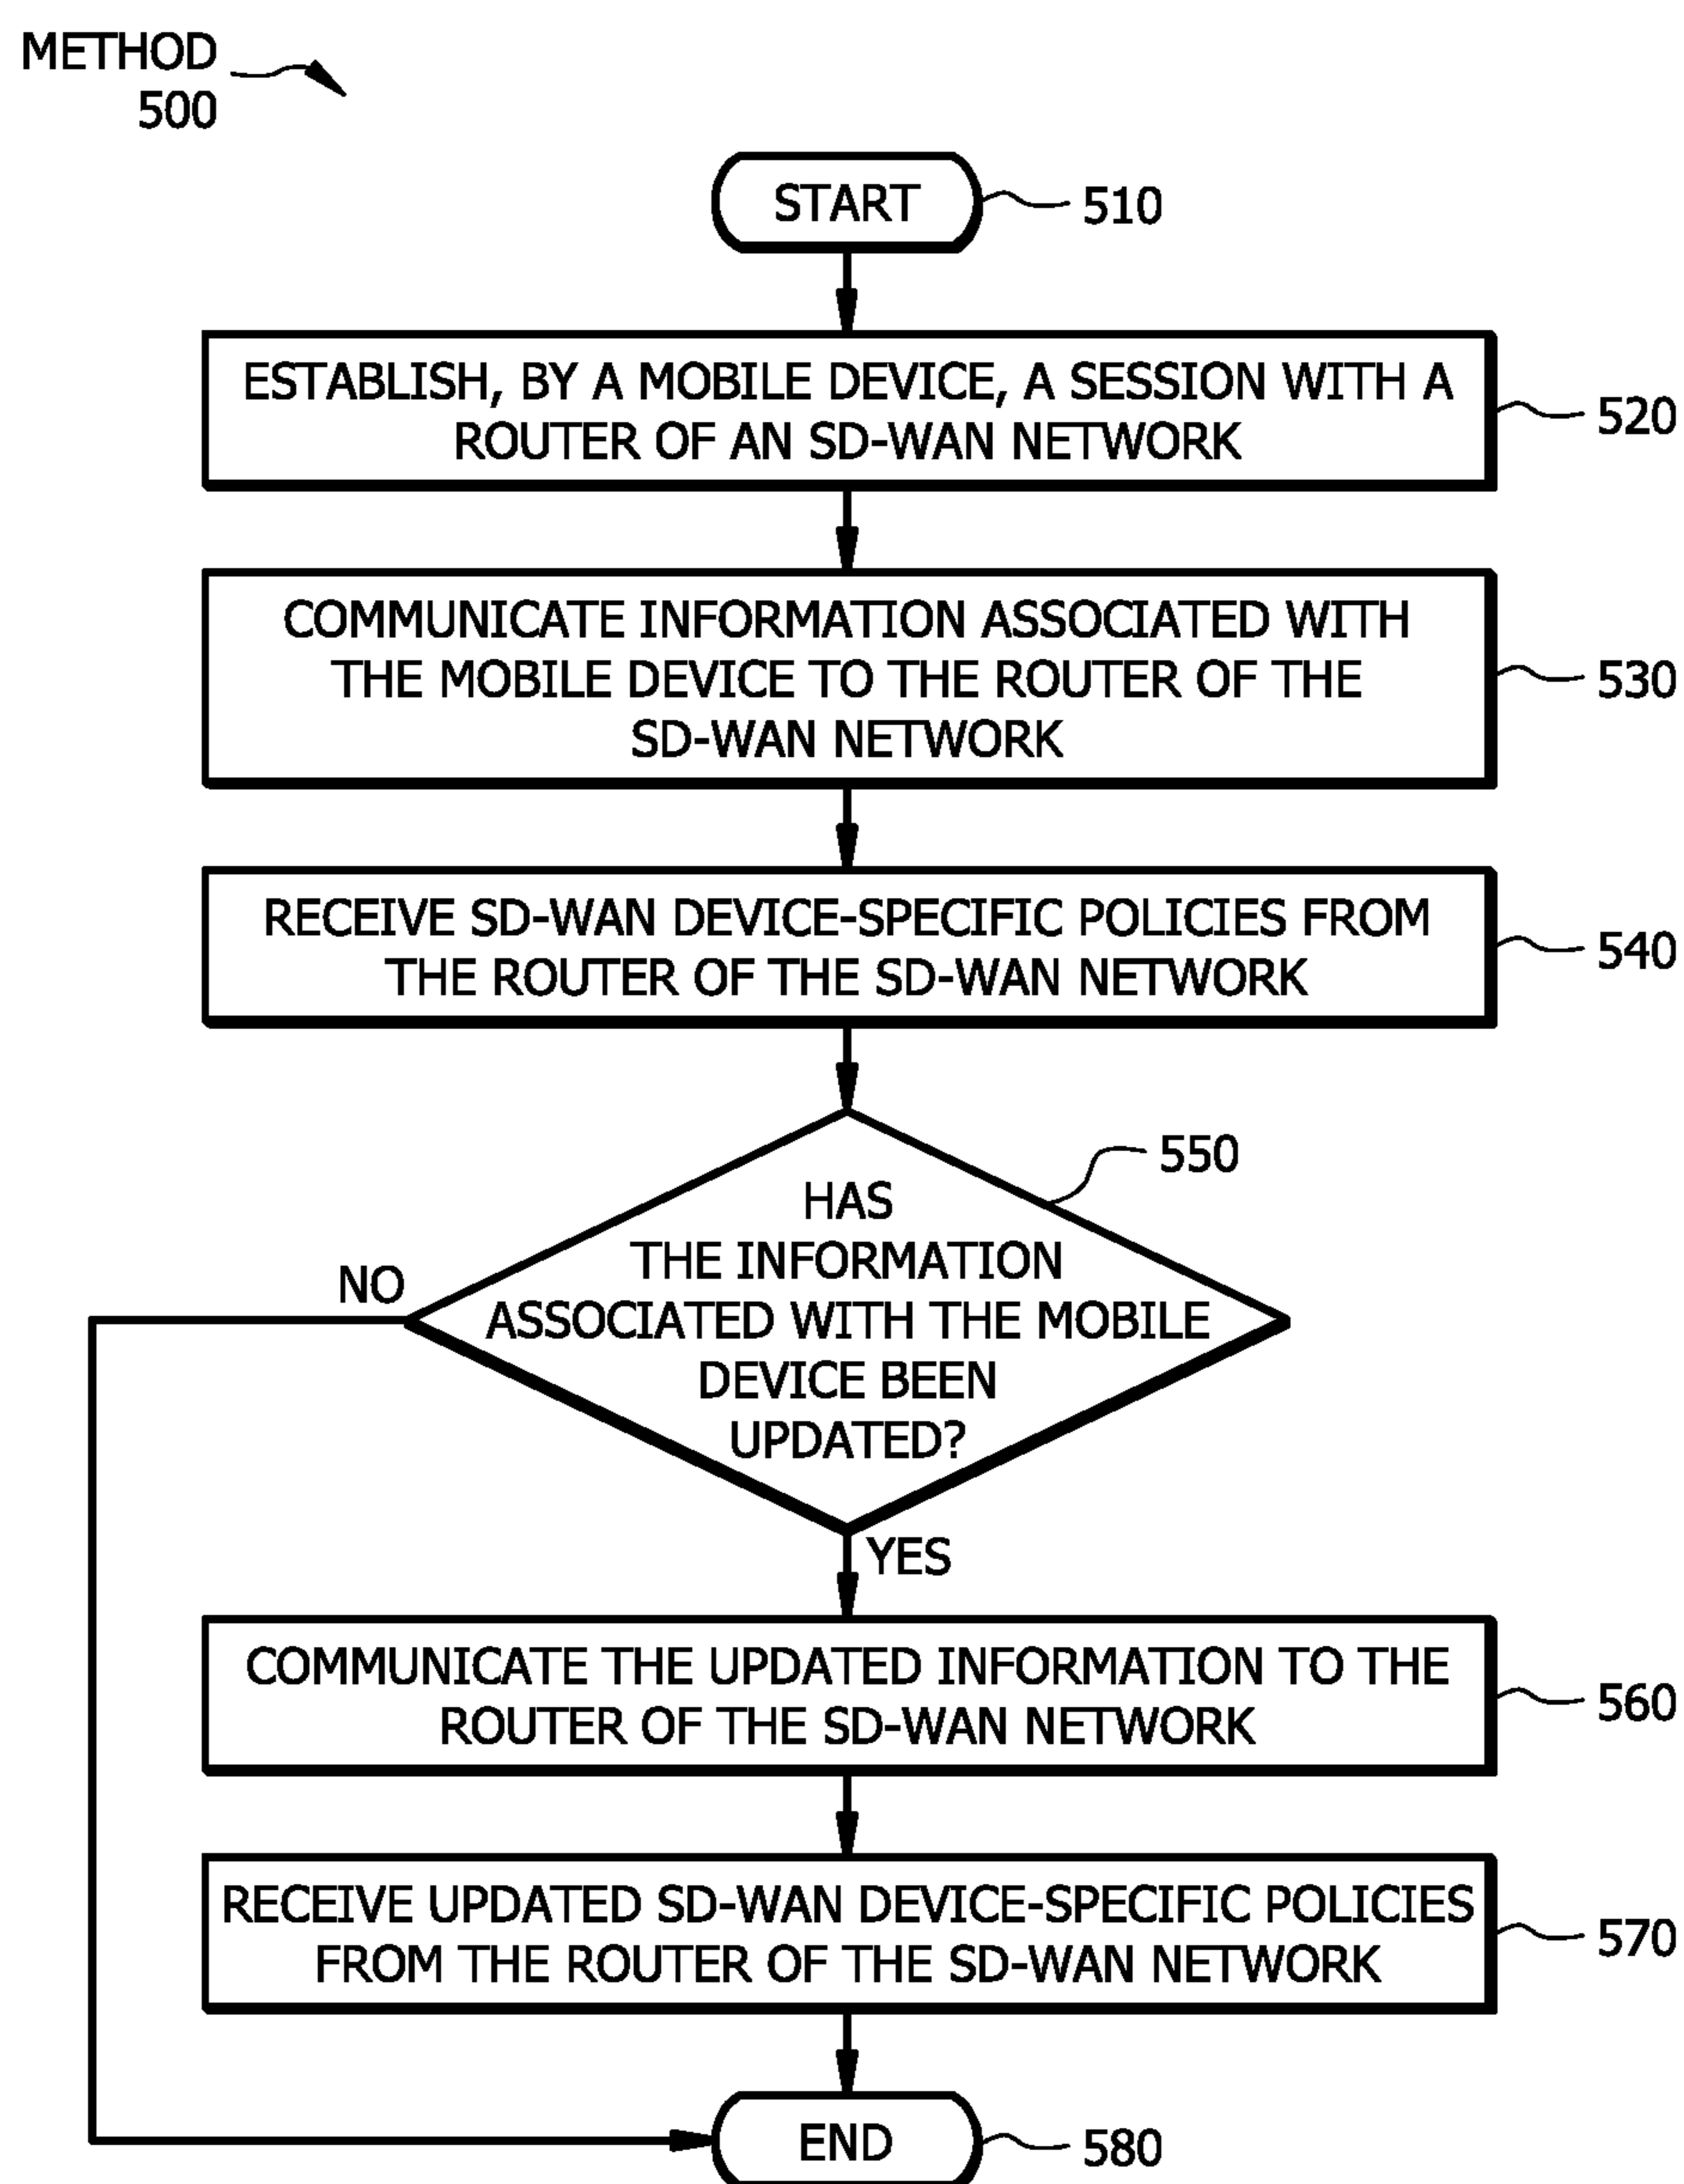 METHOD
500
START
510
ESTABLISH, BY A MOBILE DEVICE, A SESSION WITH A
ROUTER OF AN SD-WAN NETWORK
520
COMMUNICATE INFORMATION ASSOCIATED WITH
THE MOBILE DEVICE TO THE ROUTER OF THE
SD-WAN NETWORK
530
RECEIVE SD-WAN DEVICE-SPECIFIC POLICIES FROM
THE ROUTER OF THE SD-WAN NETWORK
540
550
HAS
THE INFORMATION
ASSOCIATED WITH THE MOBILE
DEVICE BEEN
UPDATED?
NO
YES
COMMUNICATE THE UPDATED INFORMATION TO THE
ROUTER OF THE SD-WAN NETWORK
560
RECEIVE UPDATED SD-WAN DEVICE-SPECIFIC POLICIES
FROM THE ROUTER OF THE SD-WAN NETWORK
570
END
580